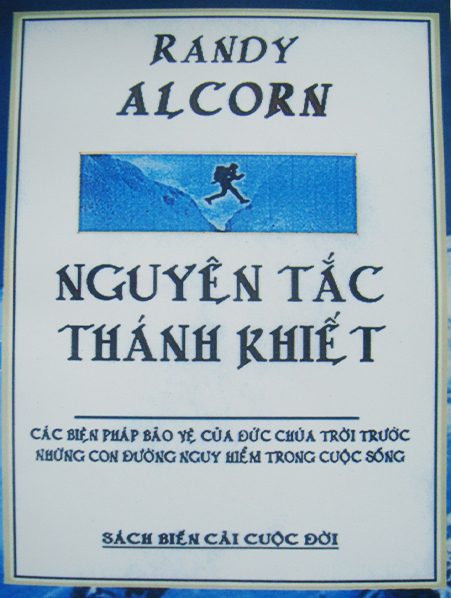 RANDY
ALCORN
NGUYÊN TẮC
THÁNH KHIẾT
CÁC BIỆN PHÁP BẢO VỆ CỦA ĐỨC CHÚA TRỜI TRƯỚC
NHỮNG CON ĐƯỜNG NGUY HIỂM TRONG CUỘC SỐNG
SÁCH BIẾN CẢI CUỘC ĐỜI